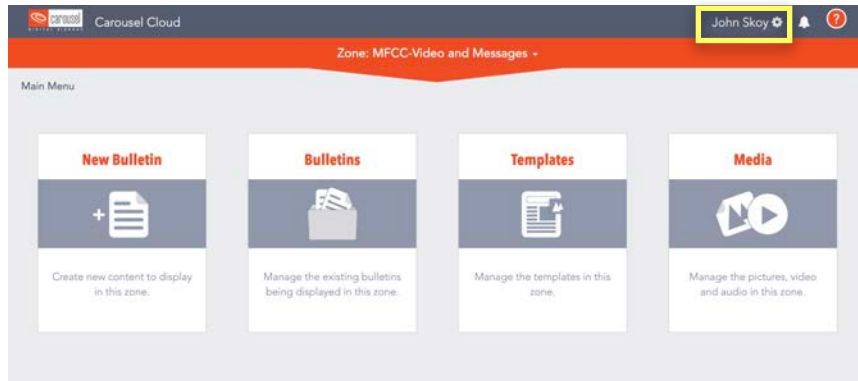 carousel
Carousel Cloud
John Skoy
?
Zone: MFCC-Video and Messages
Main Menu
New Bulletin
Bulletins
Templates
Media
Create new content to display
in this zone.
Manage the existing bulletins
being displayed in this zone.
Manage the templates in this
zone.
Manage the pictures, video
and audio in this zone.